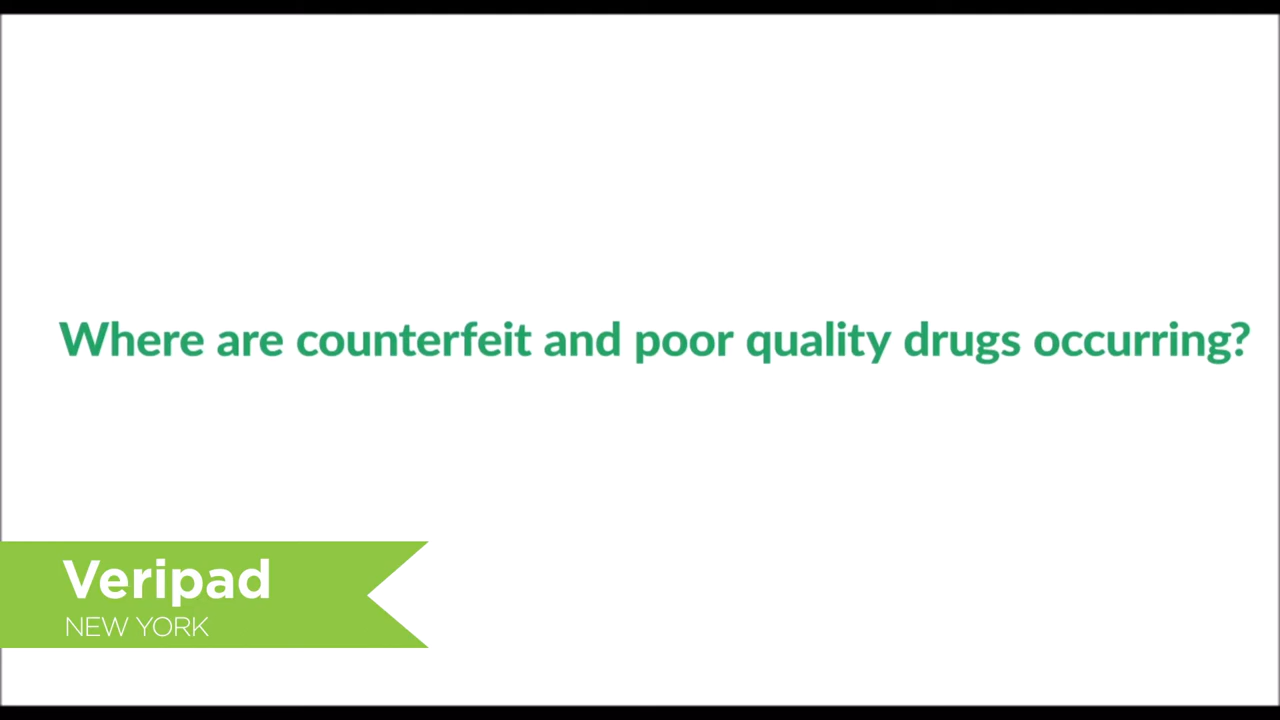 Where are counterfeit and poor quality drugs occurring?
Veripad
NEW YORK